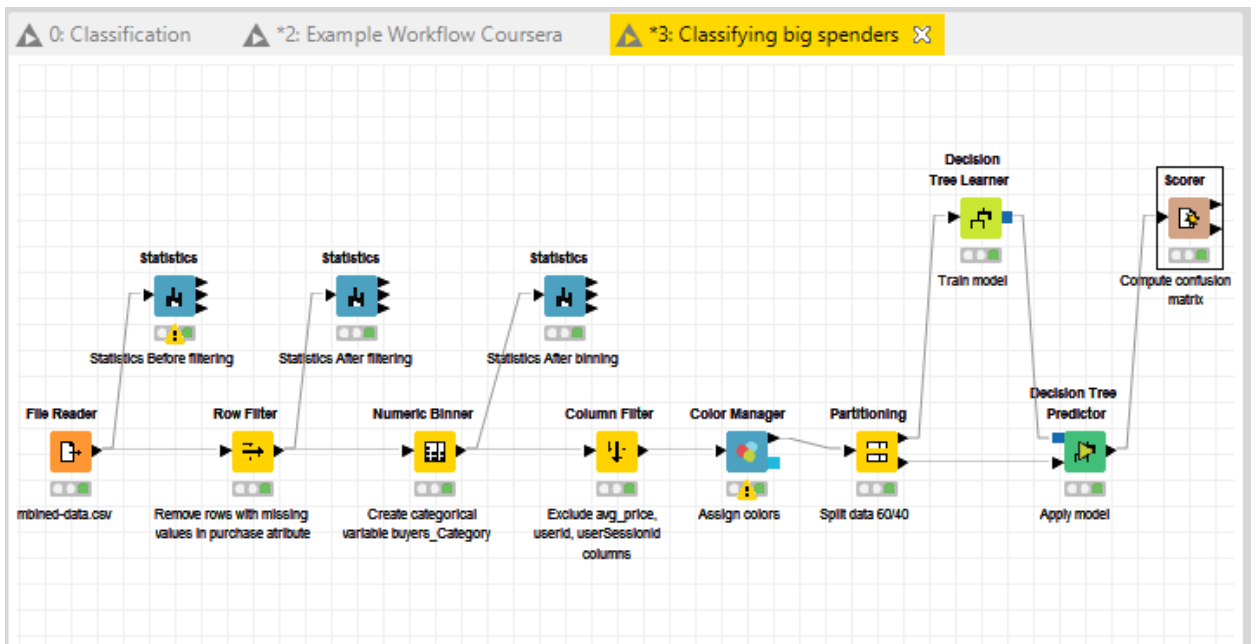 0: Classification
*2: Example Workflow Coursera
*3: Classifying big spenders
Decision
Tree Learner
Scorer
Train model
Compute confusion
matrix
Statistics
Statistics
Statistics
Statistics Before filtering
Statistics After filtering
Statistics After binning
File Reader
Row Filter
Numeric Binner
Column Filter
Color Manager
Partitioning
Decision Tree
Predictor
mbined-data.csv
Remove rows with missing
values in purchase atribute
Create categorical
variable buyers_Category
Exclude avg_price,
userid, userSessionId
columns
Assign colors
Split data 60/40
Apply model